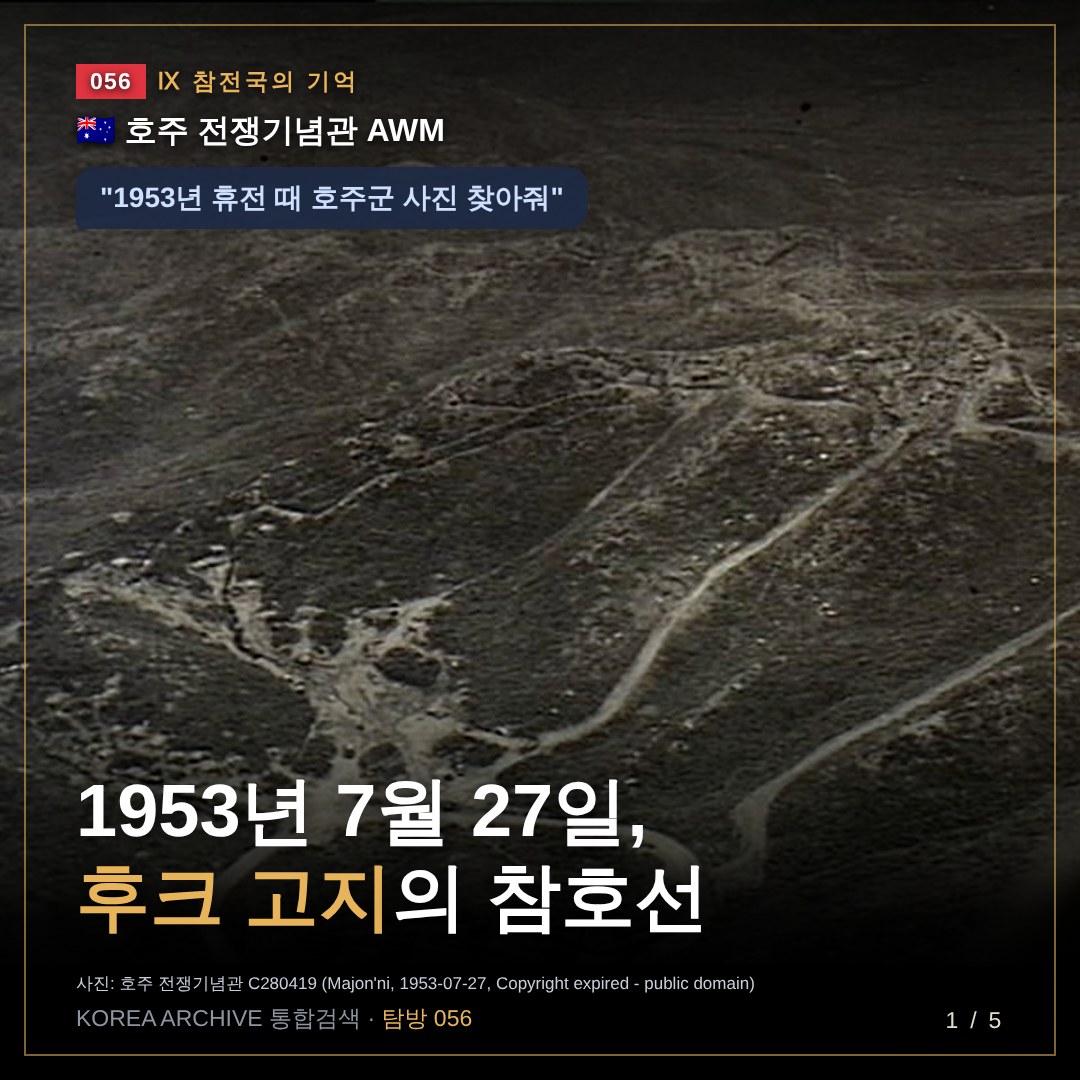 056 Ⅸ 참전국의 기억
호주 전쟁기념관 AWM
"1953년 휴전 때 호주군 사진 찾아줘"
1953년 7월 27일,
후크 고지의 참호선
사진: 호주 전쟁기념관 C280419 (Majon'ni, 1953-07-27, Copyright expired - public domain)
KOREA ARCHIVE 통합검색 · 탐방 056
1 / 5